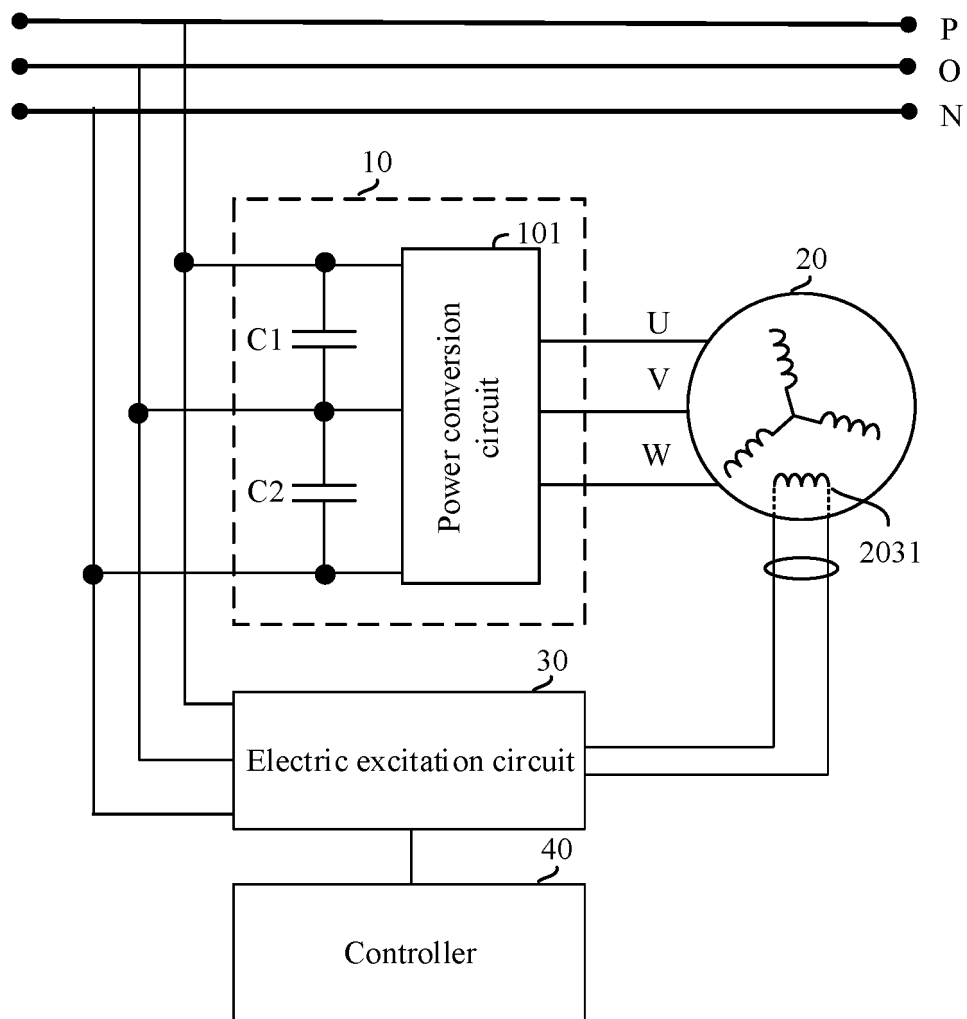 P
O
N
10
101
20
C1
U
V
W
Power conversion
circuit
C2
2031
30
Electric excitation circuit
40
Controller